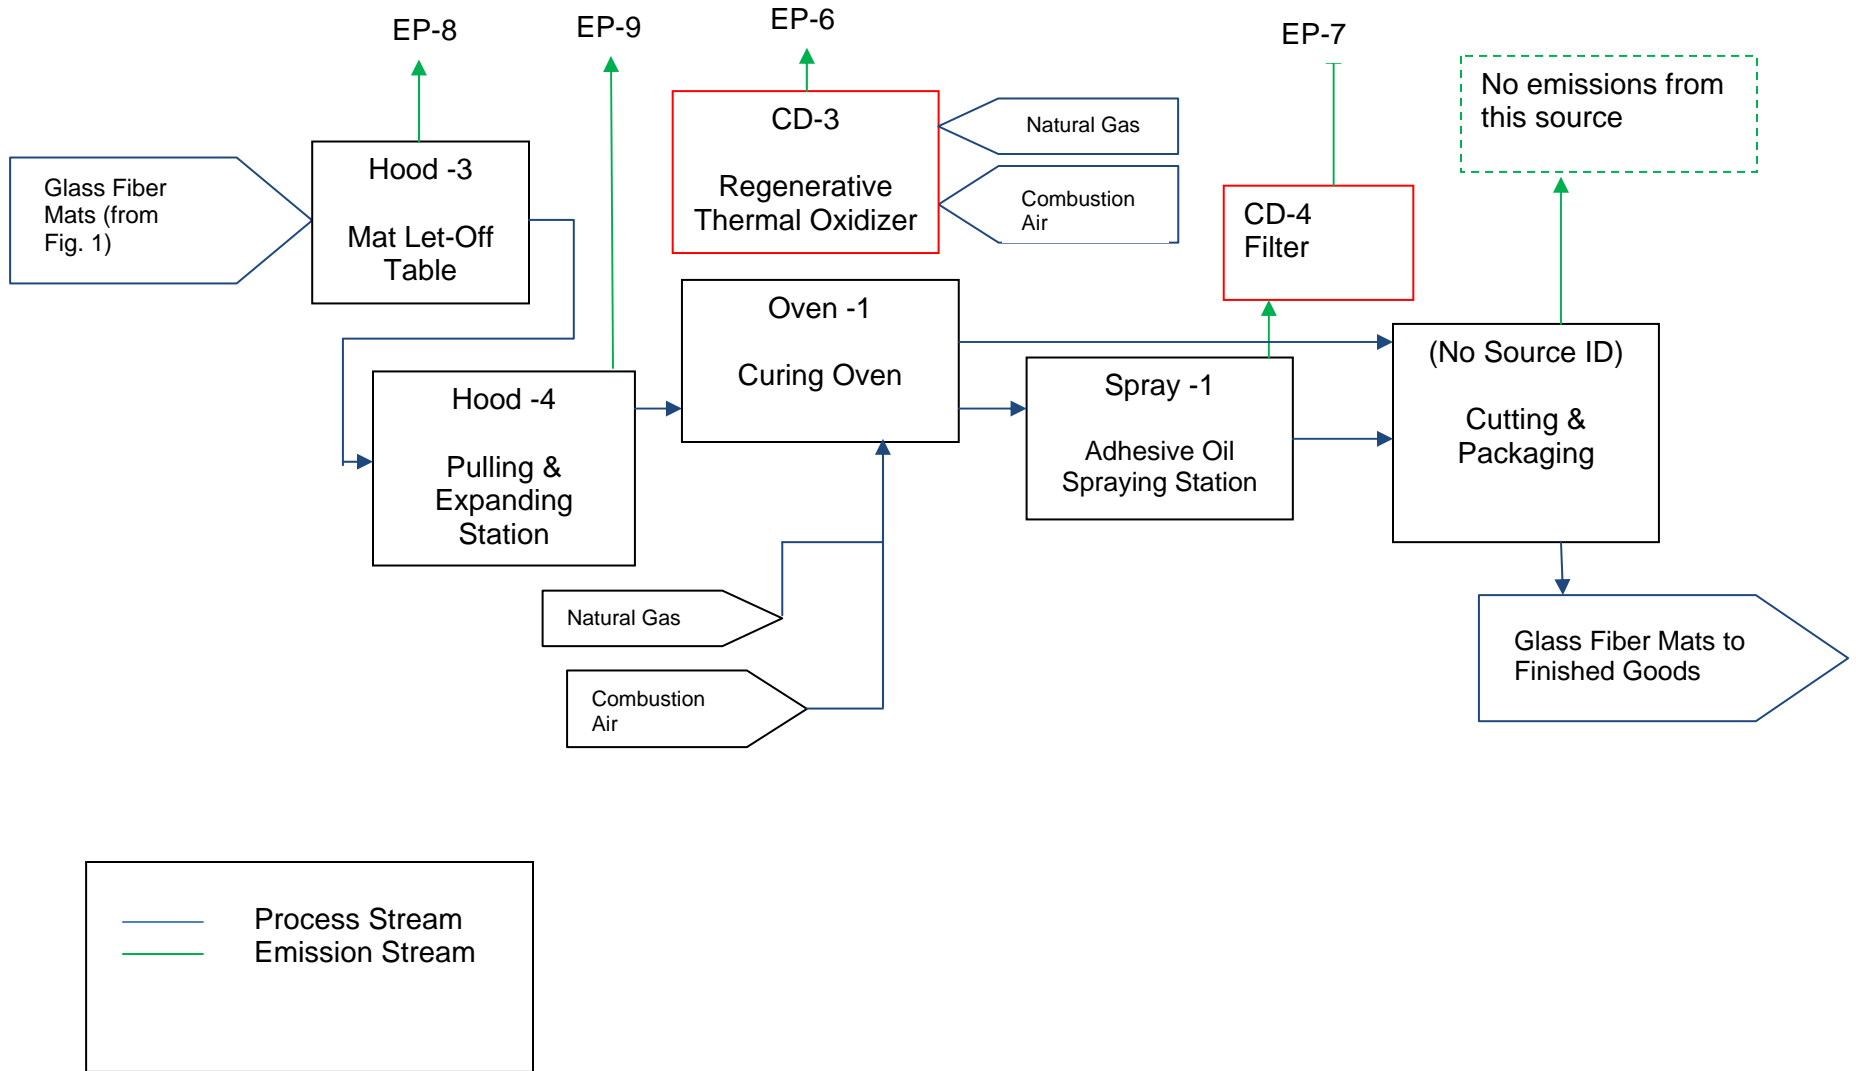 EP-8
EP-9
EP-6
EP-7
No emissions from
this source
Glass Fiber
Mats (from
Fig. 1)
Hood -3
Mat Let-Off
Table
CD-3
Regenerative
Thermal Oxidizer
Natural Gas
Combustion
Air
CD-4
Filter
Hood -4
Pulling &
Expanding
Station
Oven -1
Curing Oven
Spray -1
Adhesive Oil
Spraying Station
(No Source ID)
Cutting &
Packaging
Natural Gas
Combustion
Air
Glass Fiber Mats to
Finished Goods
Process Stream
Emission Stream